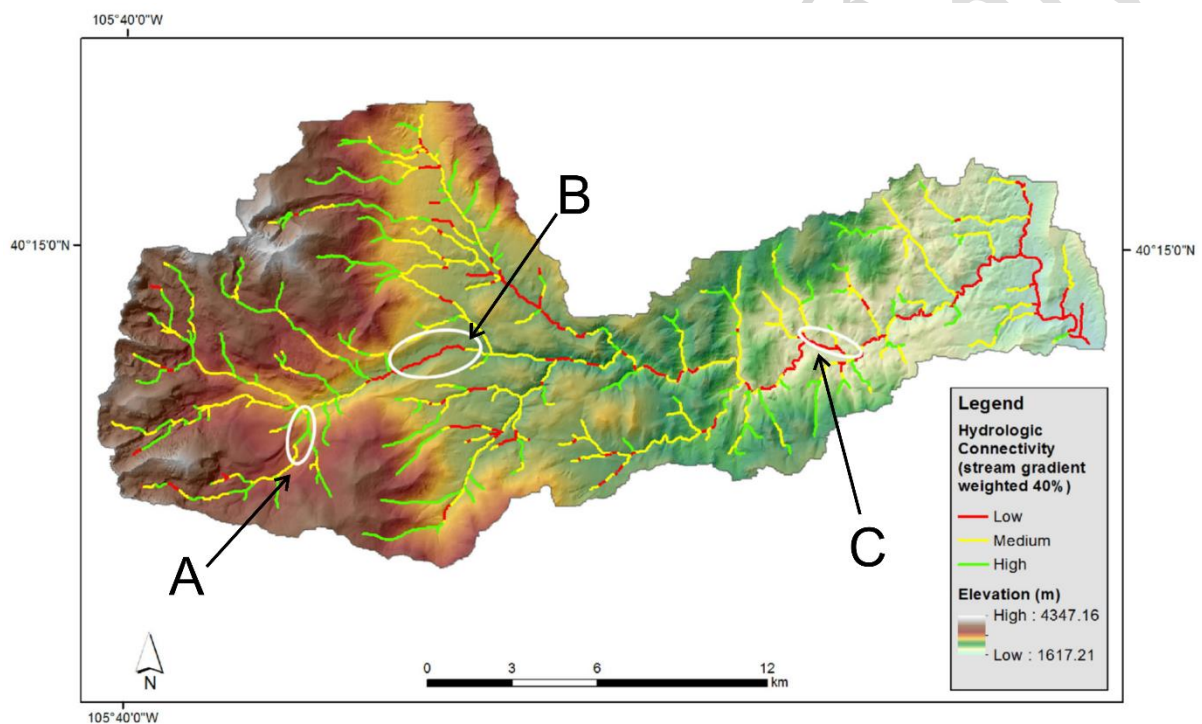 105°40'0"W
40°15'0"N
40°15'0"N
B
A
C
Legend
Hydrologic
Connectivity
(stream gradient
weighted 40%)
Low
Medium
High
Elevation (m)
High : 4347.16
Low : 1617.21
N
0 3 6 12
km
105°40'0"W